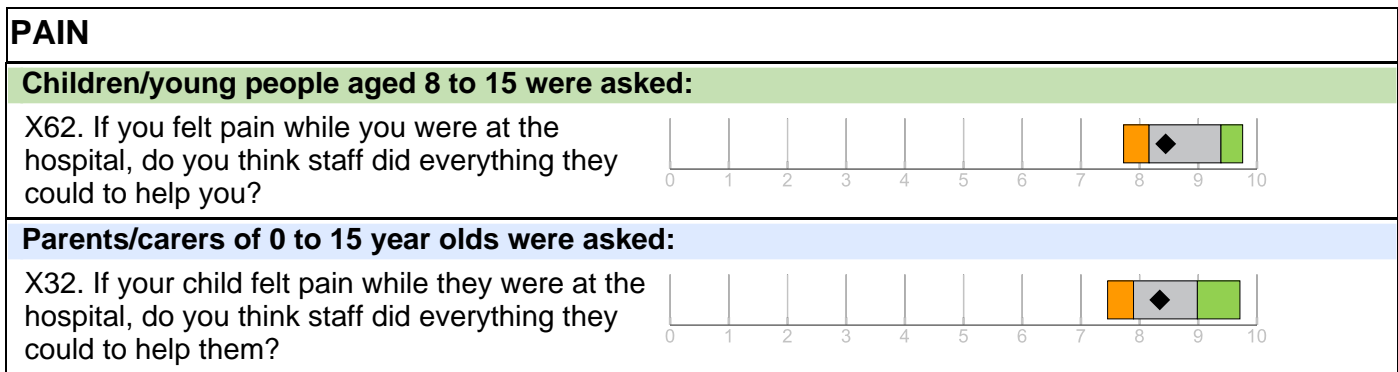 PAIN
Children/young people aged 8 to 15 were asked:
X62. If you felt pain while you were at the
hospital, do you think staff did everything they
could to help you?
0 1 2 3 4 5 6 7 8 9 10
Parents/carers of 0 to 15 year olds were asked:
X32. If your child felt pain while they were at the
hospital, do you think staff did everything they
could to help them?
0 1 2 3 4 5 6 7 8 9 10